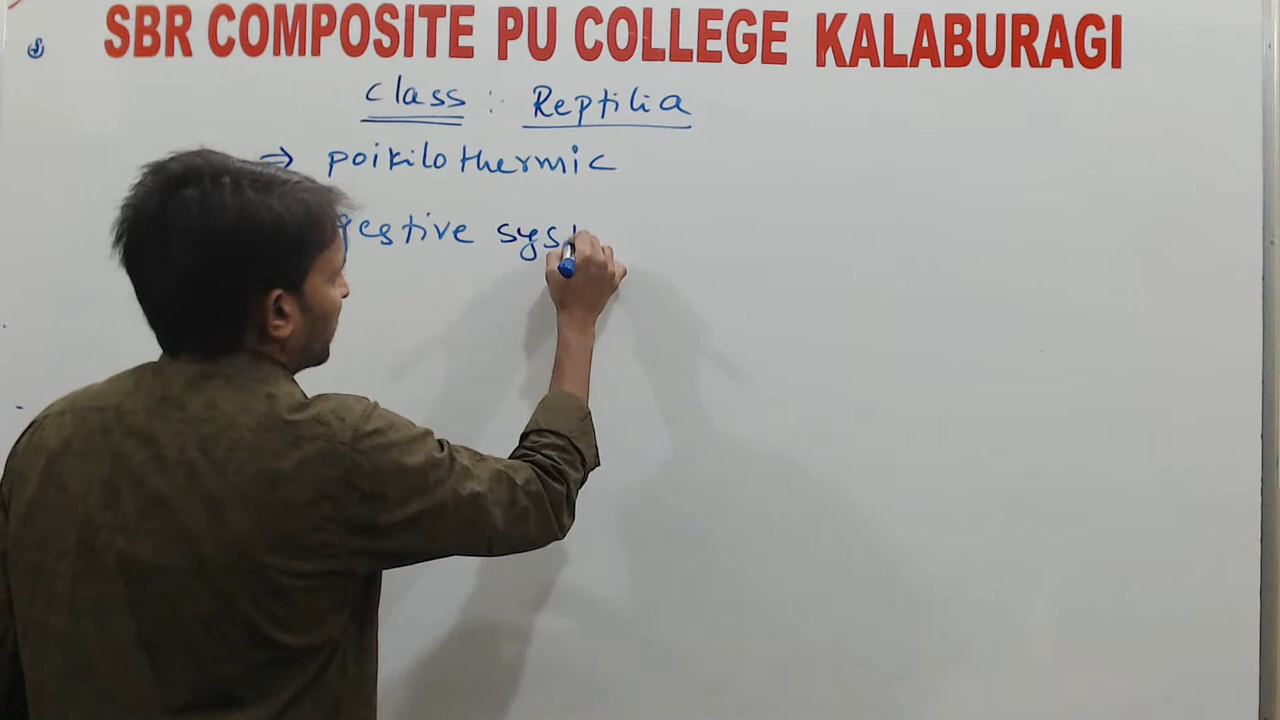 SBR COMPOSITE PU COLLEGE KALABURAGI
class : Reptilia
⇒ poikilothermic
gestive syst